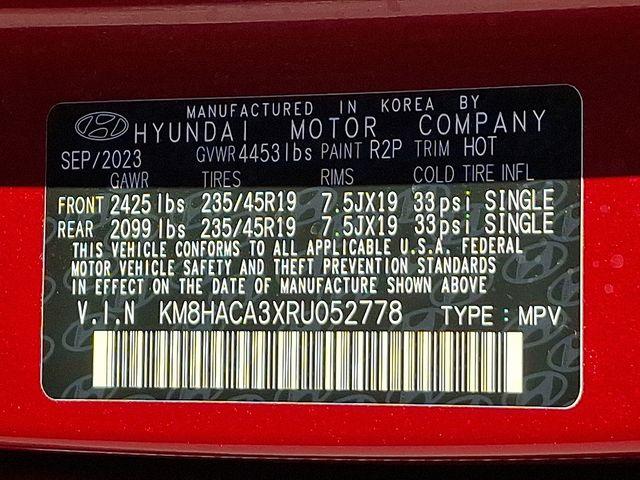 MANUFACTURED IN KOREA BY
HYUNDAI MOTOR COMPANY
SEP/2023 GVWR 4453lbs PAINT R2P TRIM HOT
GAWR TIRES RIMS COLD TIRE INFL
FRONT 2425 lbs 235/45R19 7.5JX19 33psi SINGLE
REAR 2099 lbs 235/45R19 7.5JX19 33psi SINGLE
THIS VEHICLE CONFORMS TO ALL APPLICABLE U.S.A. FEDERAL
MOTOR VEHICLE SAFETY AND THEFT PREVENTION STANDARDS
IN EFFECT ON THE DATE OF MANUFACTURE SHOWN ABOVE
V.I.N KM8HACA3XRU052778 TYPE : MPV